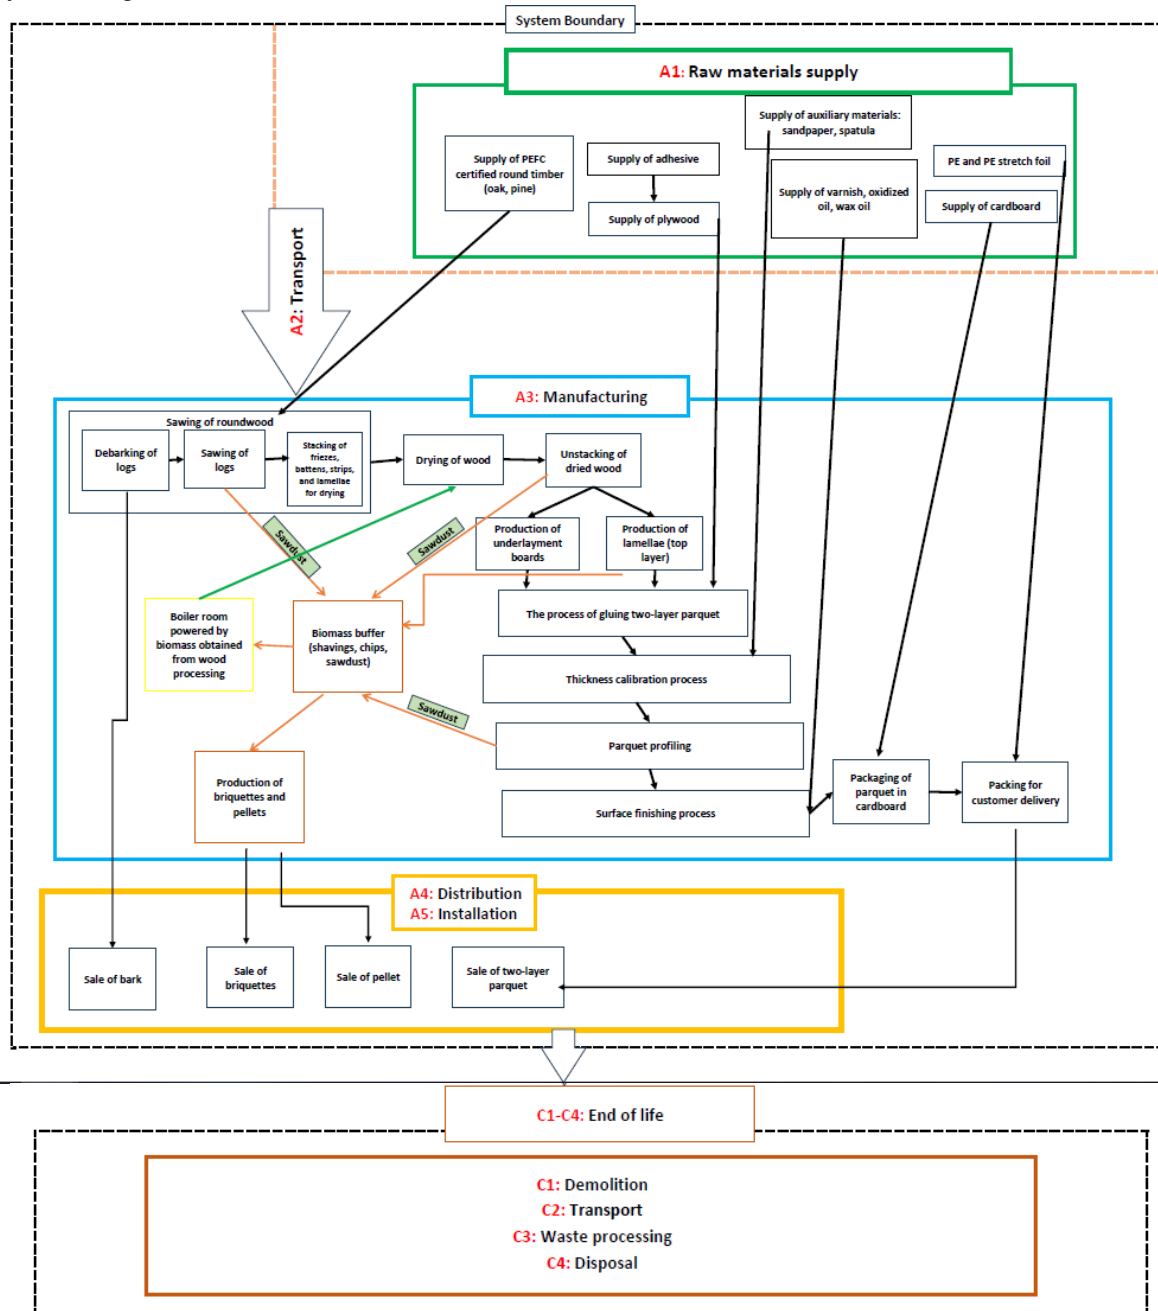 System Boundary
A1: Raw materials supply
Supply of auxiliary materials:
sandpaper, spatula
Supply of PEFC
certified round timber
(oak, pine)
Supply of adhesive
PE and PE stretch foil
Supply of varnish, oxidized
oil, wax oil
Supply of plywood
Supply of cardboard
A2: Transport
A3: Manufacturing
Sawing of roundwood
Debarking of
logs
Sawing of
logs
Stacking of
friezes,
battens, strips,
and lamellae
for drying
Drying of wood
Unstacking of
dried wood
Sawdust
Sawdust
Production of
underlayment
boards
Production of
lamellae (top
layer)
Boiler room
powered by
biomass obtained
from wood
processing
Biomass buffer
(shavings, chips,
sawdust)
The process of gluing two-layer parquet
Thickness calibration process
Sawdust
Parquet profiling
Production of
briquettes and
pellets
Surface finishing process
Packaging of
parquet in
cardboard
Packing for
customer delivery
A4: Distribution
A5: Installation
Sale of bark
Sale of
briquettes
Sale of pellet
Sale of two-layer
parquet
C1-C4: End of life
C1: Demolition
C2: Transport
C3: Waste processing
C4: Disposal